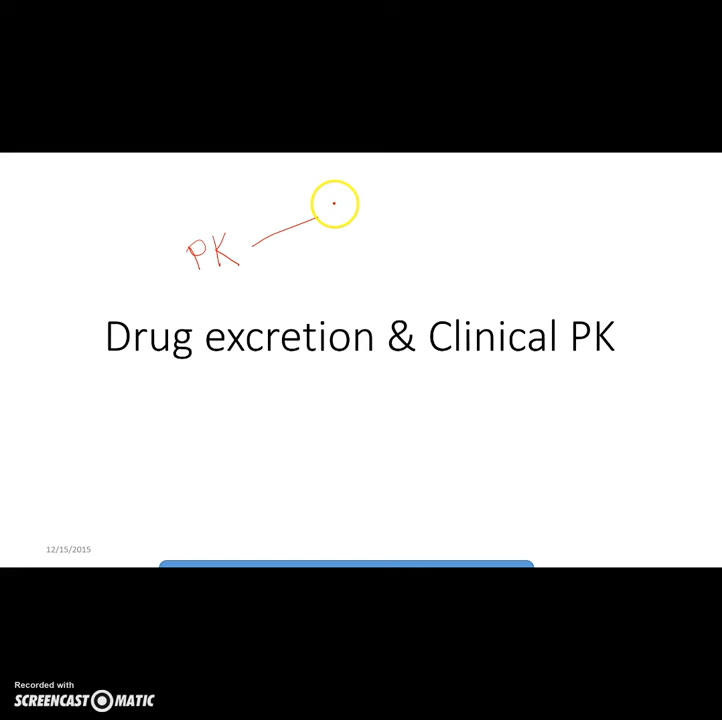 PK
Drug excretion & Clinical PK
12/15/2015
Recorded with
SCREENCAST MATIC